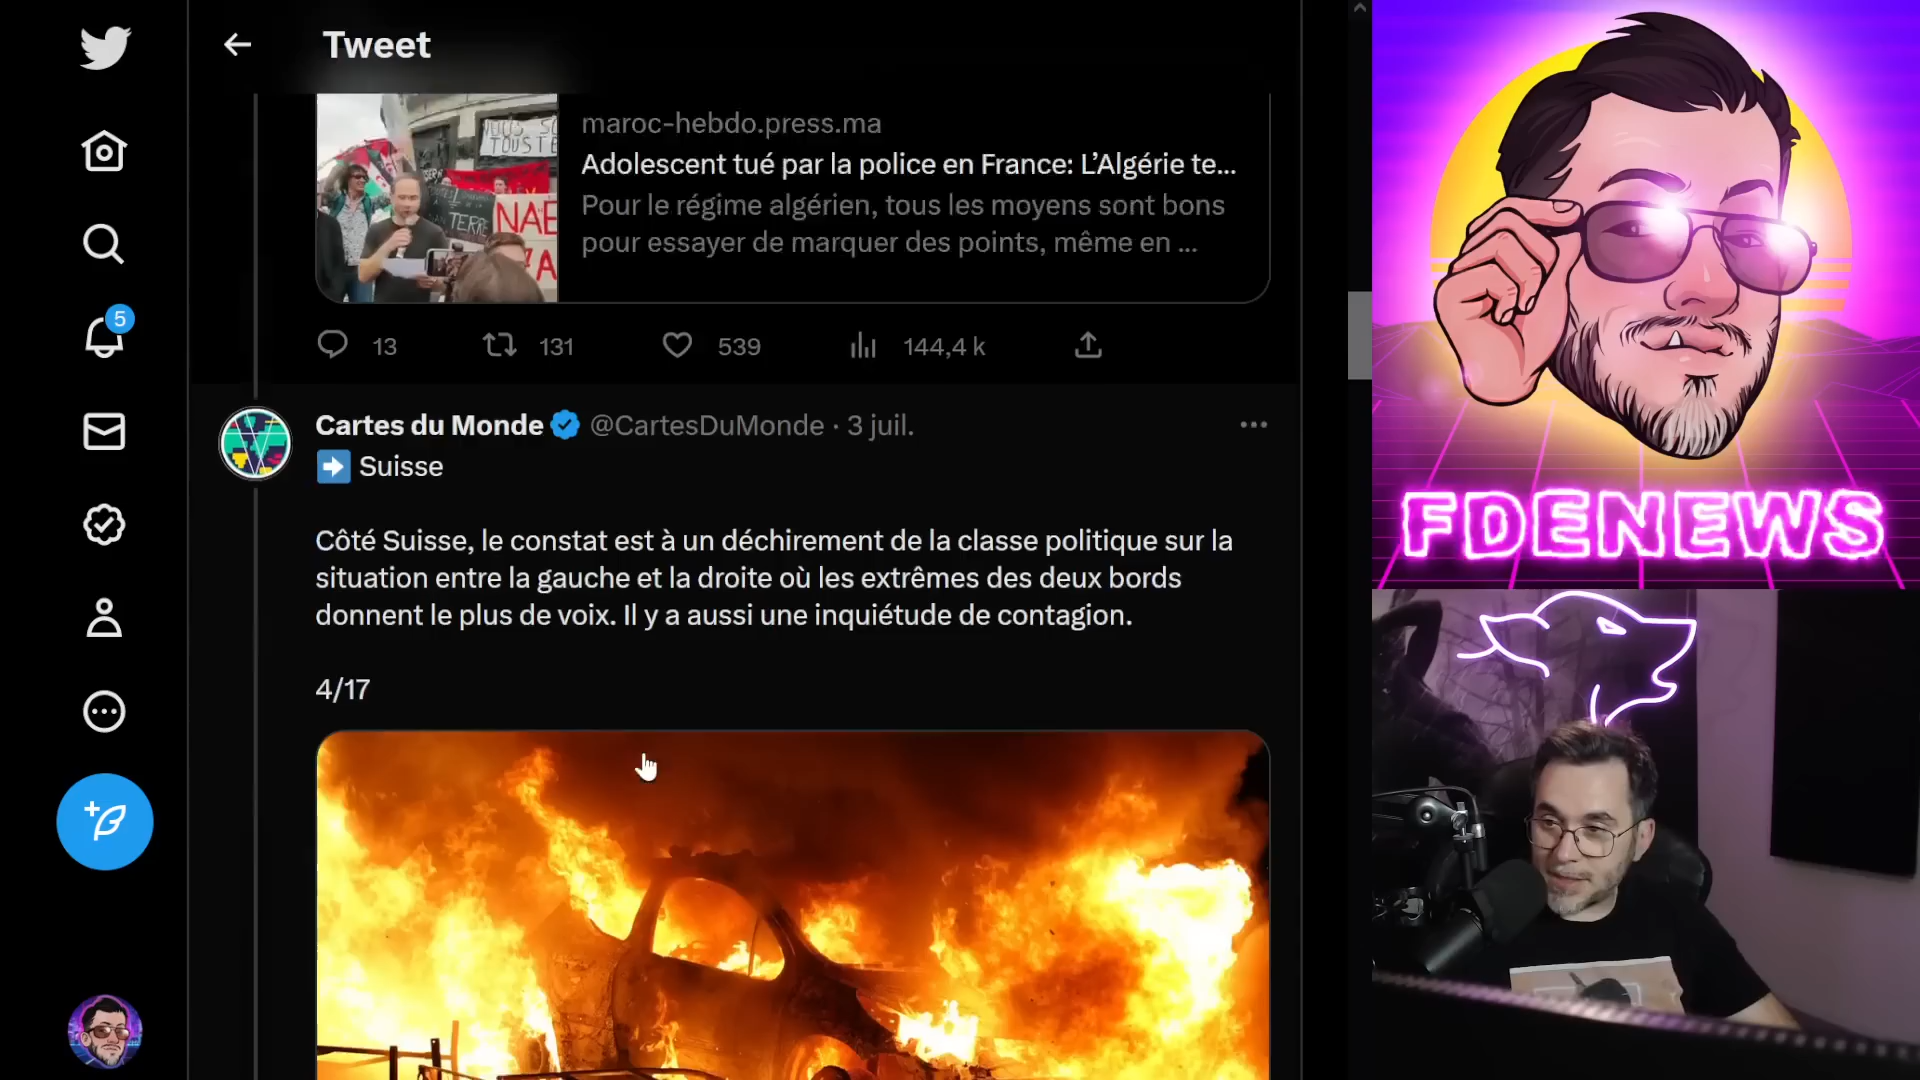 Tweet
maroc-hebdo.press.ma
Adolescent tué par la police en France: L’Algérie te...
Pour le régime algérien, tous les moyens sont bons
pour essayer de marquer des points, même en ...
TERRE
NAË
13
131
539
144,4 k
5
Cartes du Monde @CartesDuMonde · 3 juil.
➡ Suisse
Côté Suisse, le constat est à un déchirement de la classe politique sur la
situation entre la gauche et la droite où les extrêmes des deux bords
donnent le plus de voix. Il y a aussi une inquiétude de contagion.
4/17
FDENEWS